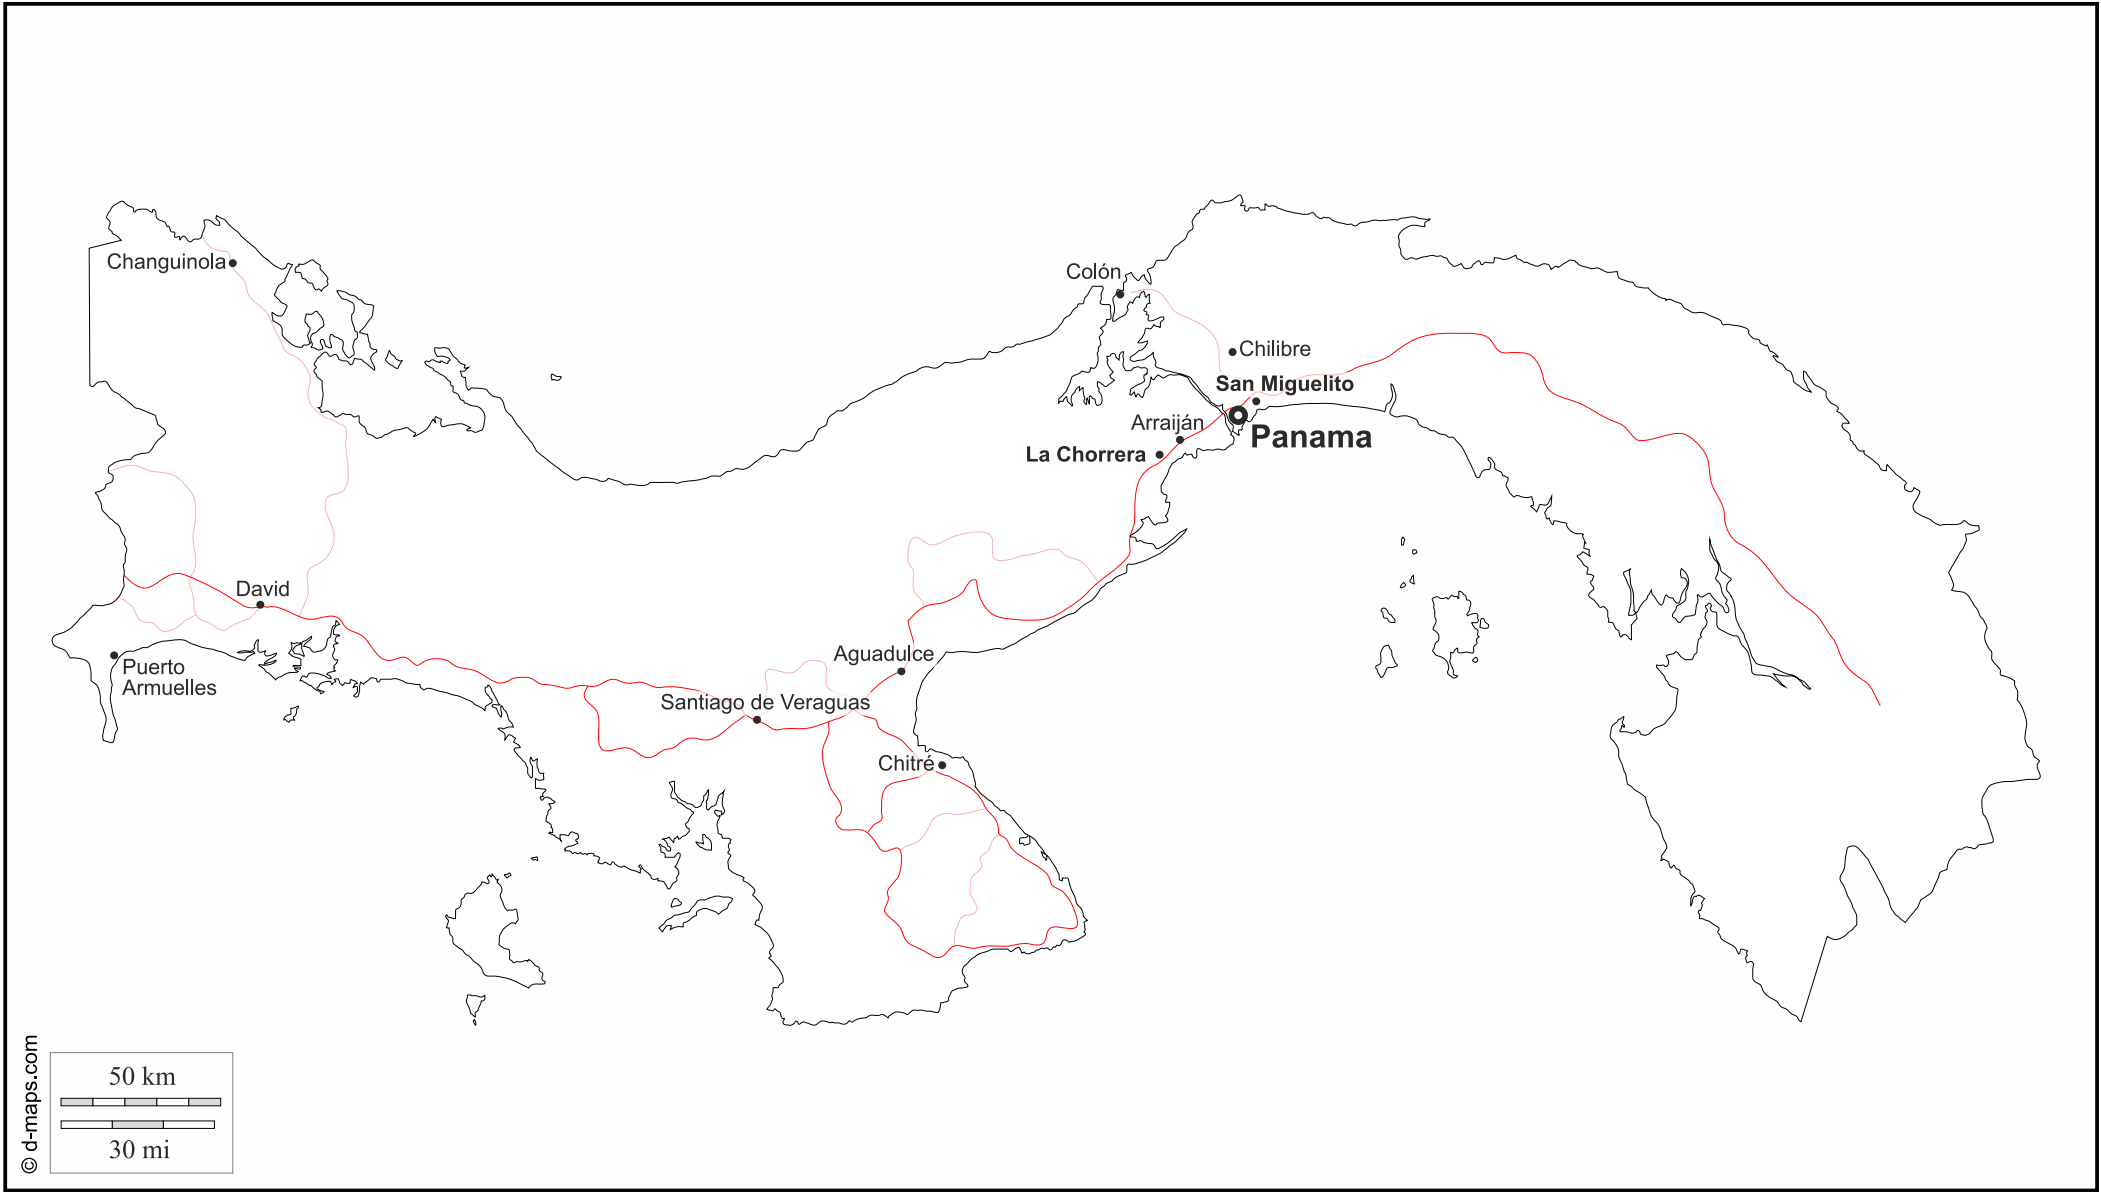 Changuinola
Colón
Chilibre
San Miguelito
Arraiján
Panama
La Chorrera
David
Aguadulce
Puerto
Armuelles
Santiago de Veraguas
Chitré
50 km
30 mi
© d-maps.com